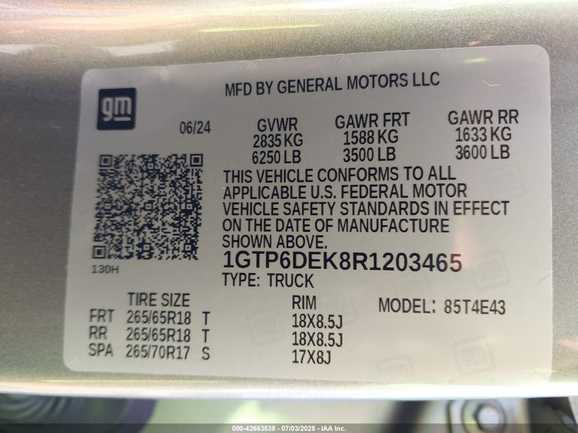 MFD BY GENERAL MOTORS LLC
gm
06/24
GVWR GAWR FRT GAWR RR
2835 KG 1588 KG 1633 KG
6250 LB 3500 LB 3600 LB
THIS VEHICLE CONFORMS TO ALL
APPLICABLE U.S. FEDERAL MOTOR
VEHICLE SAFETY STANDARDS IN EFFECT
ON THE DATE OF MANUFACTURE
SHOWN ABOVE.
130H
1GTP6DEK8R1203465
TYPE: TRUCK
TIRE SIZE RIM MODEL: 85T4E43
FRT 265/65R18 T 18X8.5J
RR 265/65R18 T 18X8.5J
SPA 265/70R17 S 17X8J
000-42663528 - 07/03/2025 - IAA Inc.